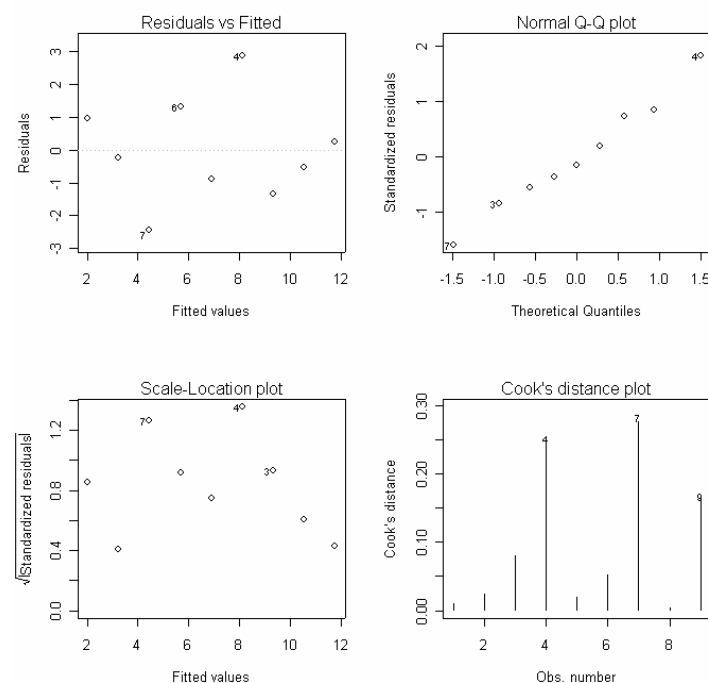 Residuals vs Fitted
Residuals
3
2
1
0
-1
-2
-3
4
6
7
2 4 6 8 10 12
Fitted values
Normal Q-Q plot
Standardized residuals
2
1
0
-1
4
3
7
-1.5 -1.0 -0.5 0.0 0.5 1.0 1.5
Theoretical Quantiles
Scale-Location plot
√|Standardized residuals|
1.2
0.8
0.4
0.0
7
4
3
2 4 6 8 10 12
Fitted values
Cook's distance plot
Cook's distance
0.30
0.20
0.10
0.00
4
7
9
2 4 6 8
Obs. number